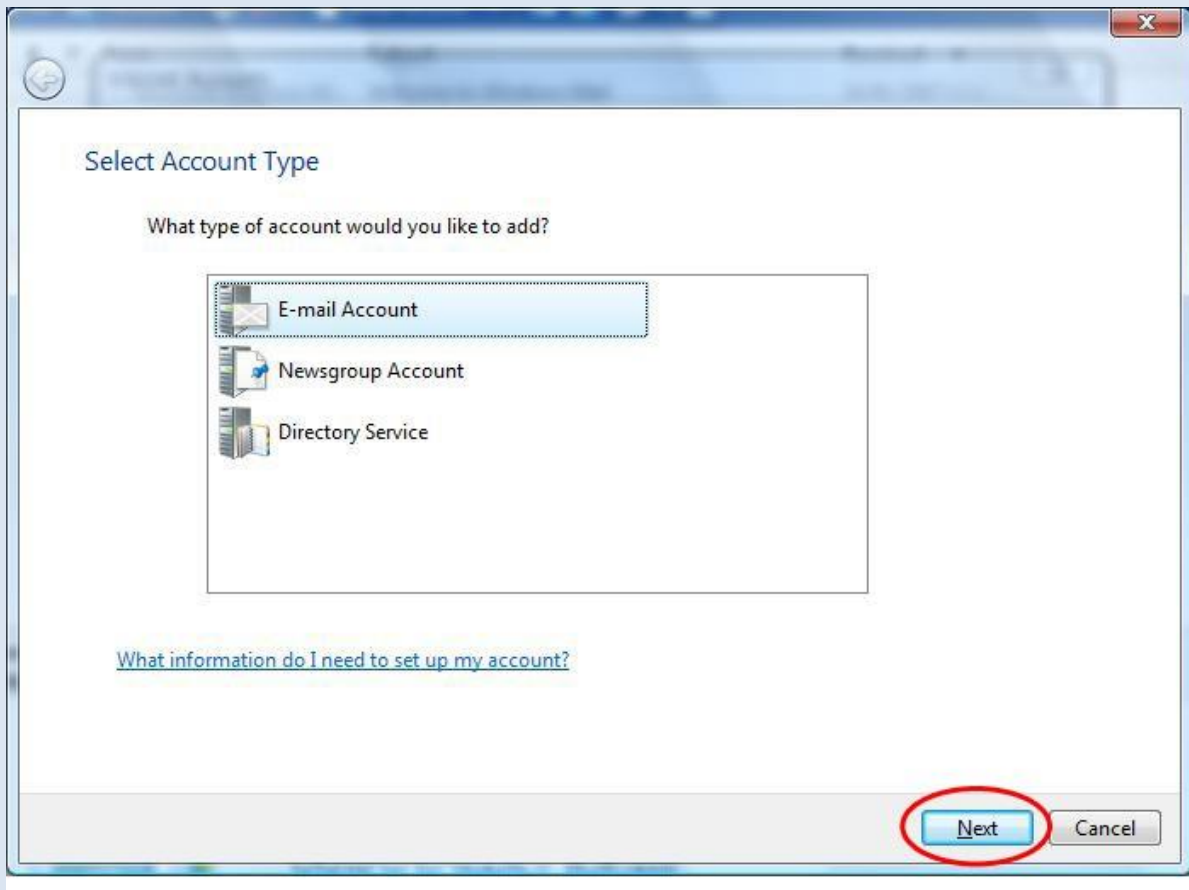 Select Account Type
What type of account would you like to add?
E-mail Account
Newsgroup Account
Directory Service
What information do I need to set up my account?
Next
Cancel